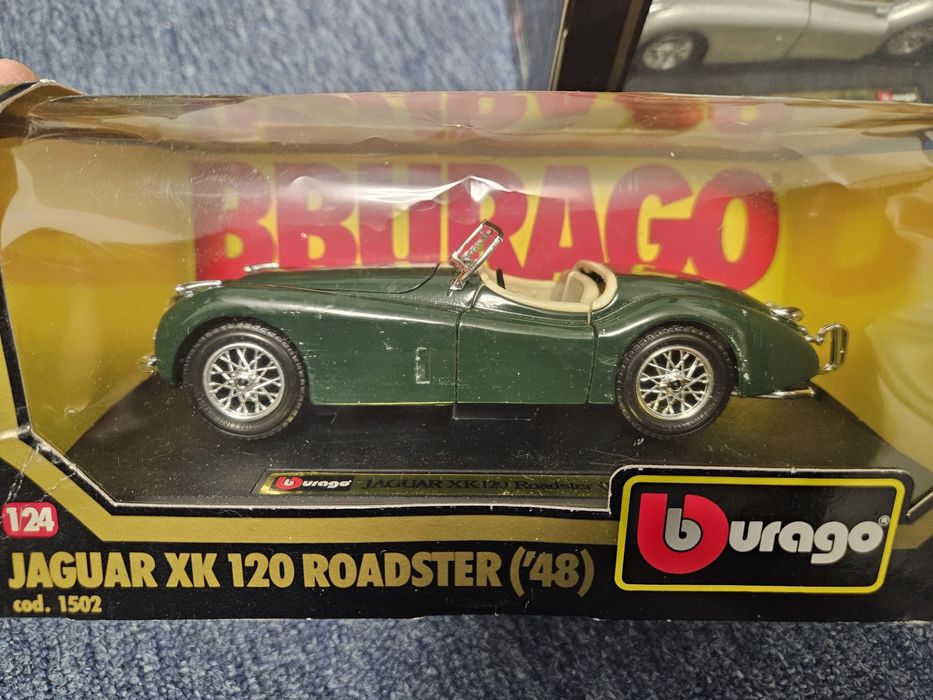 BBURAGO
burago JAGUAR XK 120 Roadster
1:24
JAGUAR XK 120 ROADSTER ('48)
cod. 1502
burago®